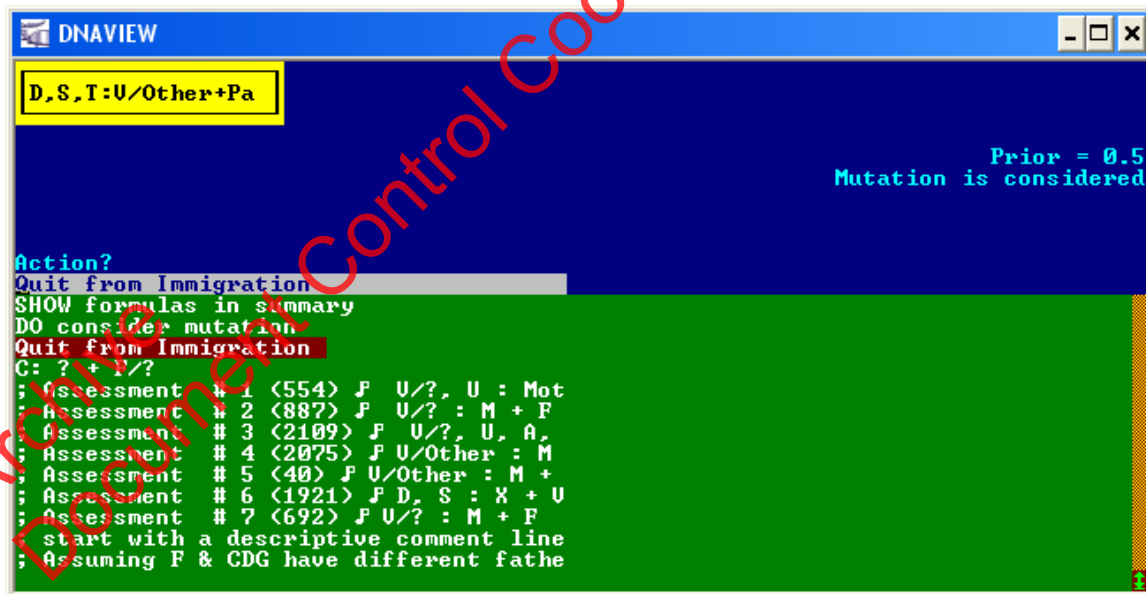 DNAVIEW
D,S,T:V/Other+Pa
Prior = 0.5
Mutation is considered
Action?
Quit from Immigration
SHOW formulas in summary
DO consider mutation
Quit from Immigration
C: ? + F/?
; Assessment # 1 (554) ♬ V/?, U : Mot
; Assessment # 2 (887) ♬ V/? : M + F
; Assessment # 3 (2109) ♬ V/?, U, A,
; Assessment # 4 (2075) ♬ V/Other : M
; Assessment # 5 (40) ♬ V/Other : M +
; Assessment # 6 (1921) ♬ D, S : X + V
; Assessment # 7 (692) ♬ V/? : M + F
; start with a descriptive comment line
; Assuming F & CDG have different fathe
Archive
Document Control